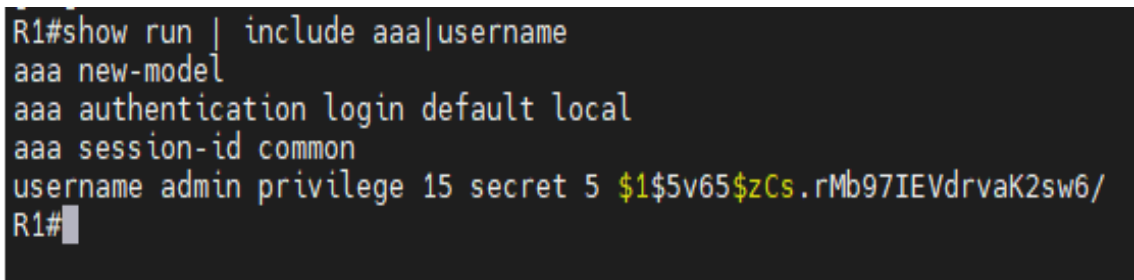 R1#show run | include aaa|username
aaa new-model
aaa authentication login default local
aaa session-id common
username admin privilege 15 secret 5 $1$5v65$zCs.rMb97IEVdrvaK2sw6/
R1#